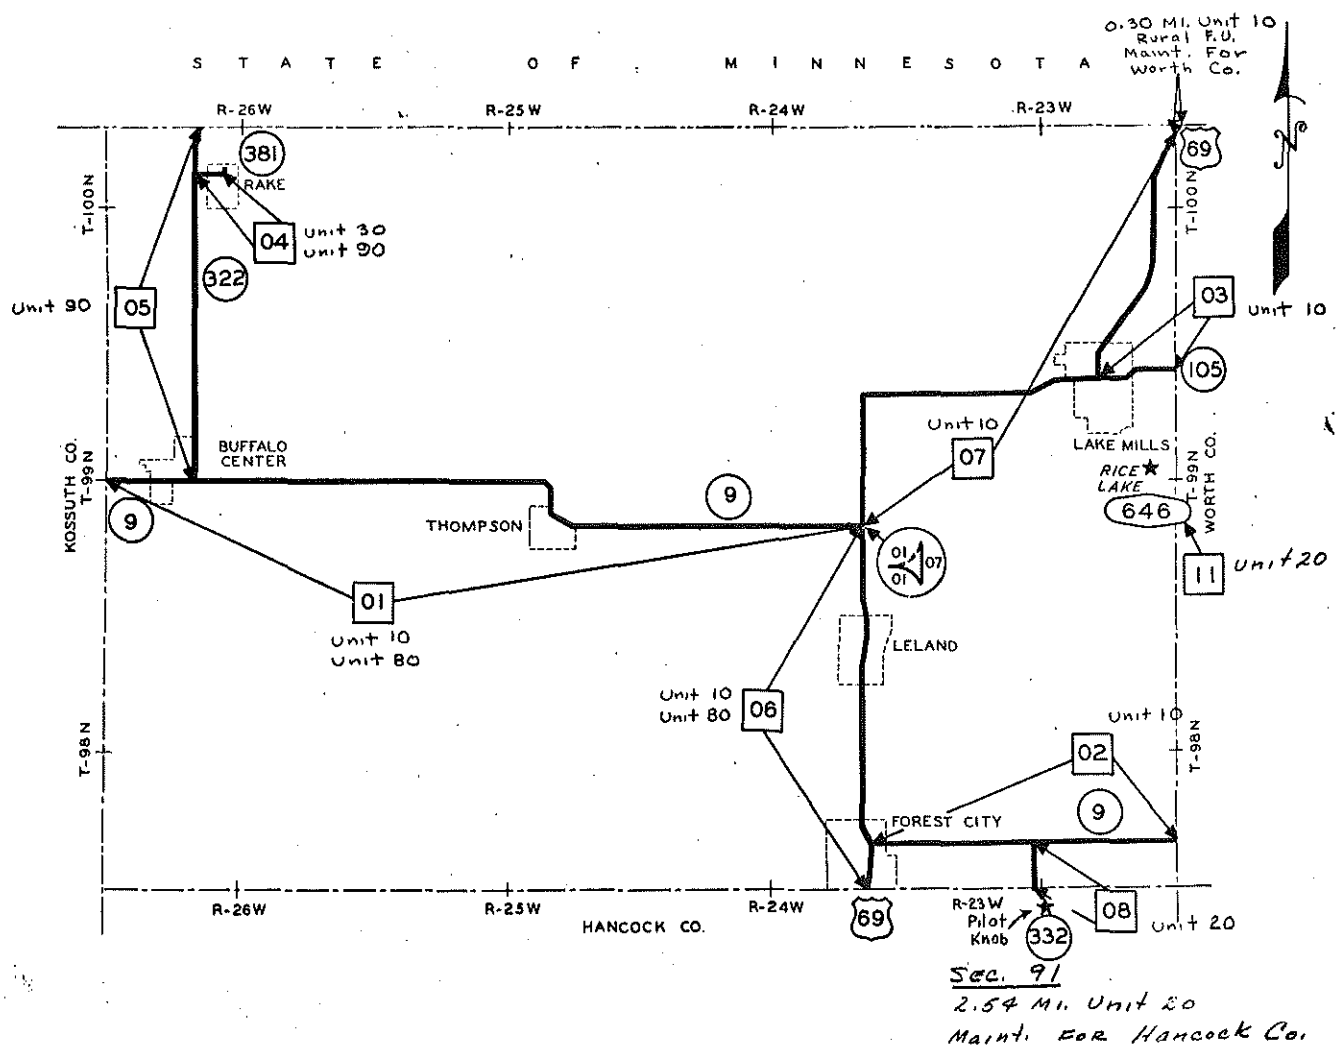 0.30 MI. Unit 10
Rural F.U.
Maint. For
Worth Co.
STATE OF MINNESOTA
R-26W
R-25W
R-24W
R-23W
381
69
N
RAKE
T-100N
T-100N
04
Unit 30
Unit 90
322
Unit 90
05
03
Unit 10
105
BUFFALO
CENTER
Unit 10
07
LAKE MILLS
RICE
LAKE
646
KOSSUTH CO.
T-99N
T-99N
WORTH CO.
9
9
THOMPSON
01
01
07
11
Unit 20
01
Unit 10
Unit 80
LELAND
Unit 10
Unit 80
06
Unit 10
02
T-98N
T-98N
9
FOREST CITY
R-26W
R-25W
R-24W
R-23W
HANCOCK CO.
69
Pilot
Knob
332
08
Unit 20
SEC. 91
2.54 MI. Unit 20
Maint. FOR Hancock Co.